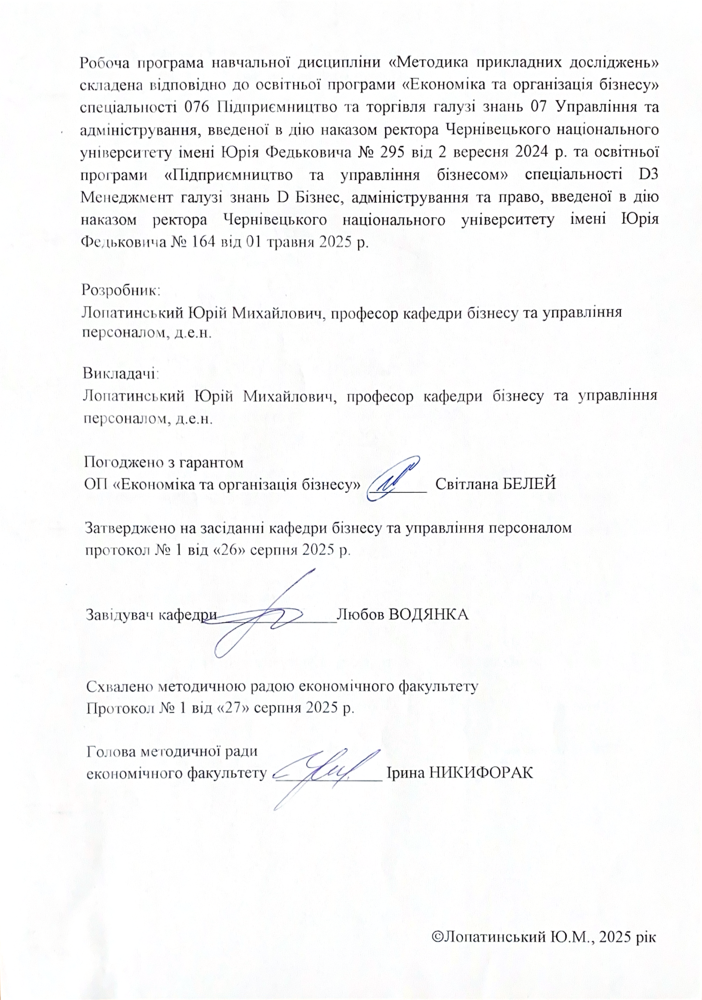 Робоча програма навчальної дисципліни «Методика прикладних досліджень»
складена відповідно до освітньої програми «Економіка та організація бізнесу»
спеціальності 076 Підприємництво та торгівля галузі знань 07 Управління та
адміністрування, введеної в дію наказом ректора Чернівецького національного
університету імені Юрія Федьковича № 295 від 2 вересня 2024 р. та освітньої
програми «Підприємництво та управління бізнесом» спеціальності D3
Менеджмент галузі знань D Бізнес, адміністрування та право, введеної в дію
наказом ректора Чернівецького національного університету імені Юрія
Федьковича № 164 від 01 травня 2025 р.
Розробник:
Лопатинський Юрій Михайлович, професор кафедри бізнесу та управління
персоналом, д.е.н.
Викладачі:
Лопатинський Юрій Михайлович, професор кафедри бізнесу та управління
персоналом, д.е.н.
Погоджено з гарантом
ОП «Економіка та організація бізнесу» Світлана БЕЛЕЙ
Затверджено на засіданні кафедри бізнесу та управління персоналом
протокол № 1 від «26» серпня 2025 р.
Завідувач кафедри Любов ВОДЯНКА
Схвалено методичною радою економічного факультету
Протокол № 1 від «27» серпня 2025 р.
Голова методичної ради
економічного факультету Ірина НИКИФОРАК
©Лопатинський Ю.М., 2025 рік